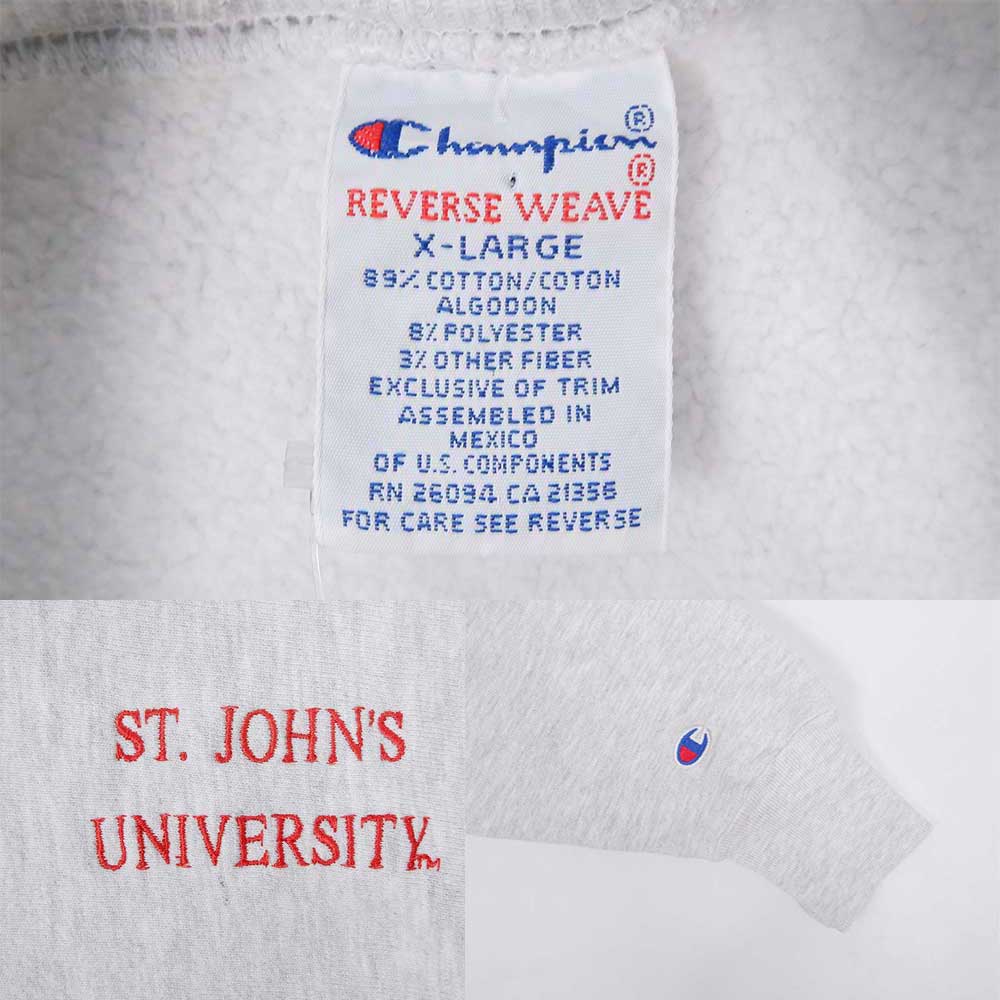 Champion®
REVERSE WEAVE®
X-LARGE
89% COTTON/COTON
ALGODON
8% POLYESTER
3% OTHER FIBER
EXCLUSIVE OF TRIM
ASSEMBLED IN
MEXICO
OF U.S. COMPONENTS
RN 26094 CA 21356
FOR CARE SEE REVERSE
ST. JOHN'S
UNIVERSITY™